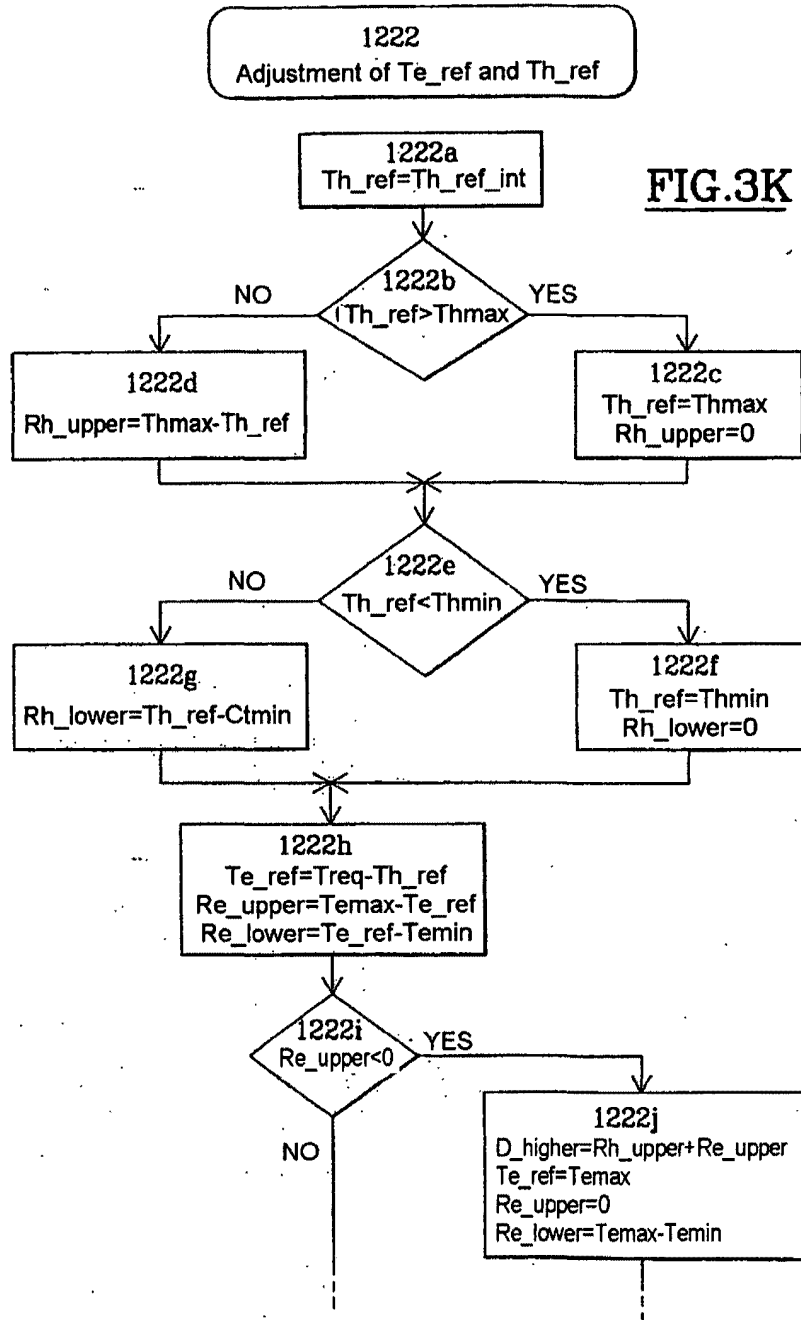 1222
Adjustment of Te_ref and Th_ref
1222a
Th_ref=Th_ref_int
FIG.3K
1222b
(Th_ref>Thmax
NO
YES
1222d
Rh_upper=Thmax-Th_ref
1222c
Th_ref=Thmax
Rh_upper=0
1222e
Th_ref<Thmin
NO
YES
1222g
Rh_lower=Th_ref-Ctmin
1222f
Th_ref=Thmin
Rh_lower=0
1222h
Te_ref=Treq-Th_ref
Re_upper=Temax-Te_ref
Re_lower=Te_ref-Temin
1222i
Re_upper<0
YES
NO
1222j
D_higher=Rh_upper+Re_upper
Te_ref=Temax
Re_upper=0
Re_lower=Temax-Temin